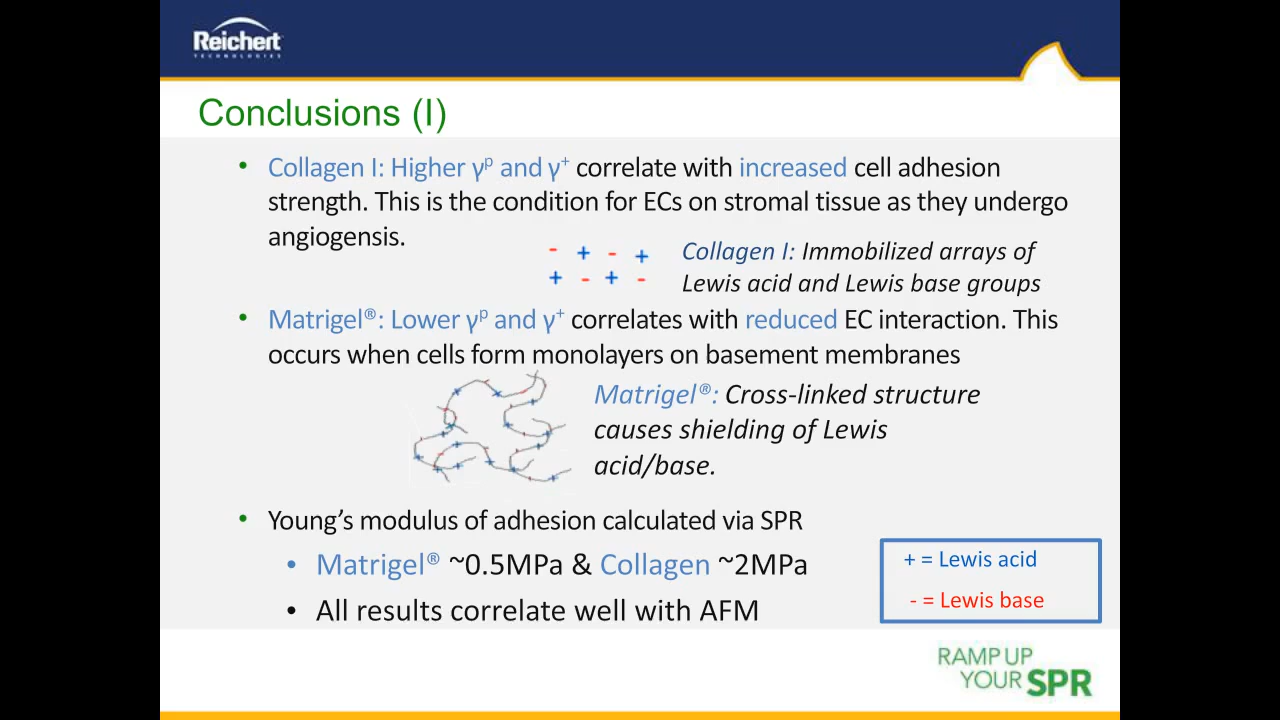 Reichert
TECHNOLOGIES
Conclusions (I)
• Collagen I: Higher γᵖ and γ⁺ correlate with increased cell adhesion
strength. This is the condition for ECs on stromal tissue as they undergo
angiogensis.
- + - +
+ - + -
Collagen I: Immobilized arrays of
Lewis acid and Lewis base groups
• Matrigel®: Lower γᵖ and γ⁺ correlates with reduced EC interaction. This
occurs when cells form monolayers on basement membranes
Matrigel®: Cross-linked structure
causes shielding of Lewis
acid/base.
• Young's modulus of adhesion calculated via SPR
• Matrigel® ~0.5MPa & Collagen ~2MPa
• All results correlate well with AFM
+ = Lewis acid
- = Lewis base
RAMP UP
YOUR SPR